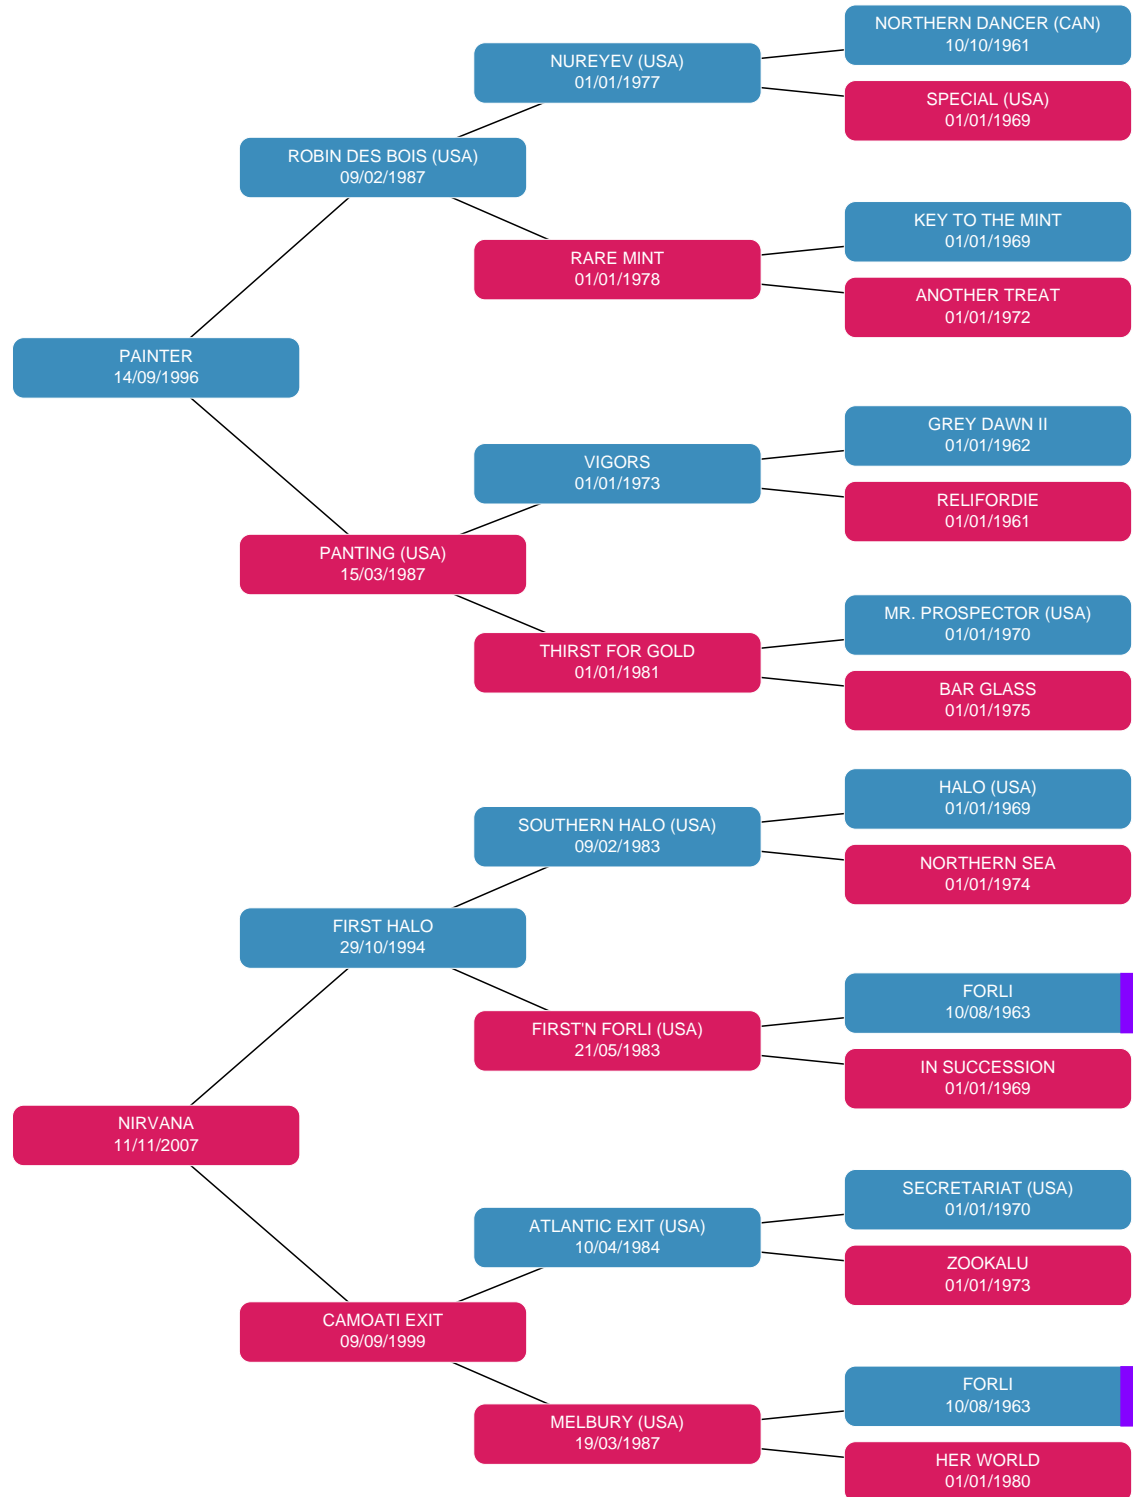 NORTHERN DANCER (CAN)
10/10/1961
NUREYEV (USA)
01/01/1977
SPECIAL (USA)
01/01/1969
ROBIN DES BOIS (USA)
09/02/1987
KEY TO THE MINT
01/01/1969
RARE MINT
01/01/1978
ANOTHER TREAT
01/01/1972
PAINTER
14/09/1996
GREY DAWN II
01/01/1962
VIGORS
01/01/1973
RELIFORDIE
01/01/1961
PANTING (USA)
15/03/1987
MR. PROSPECTOR (USA)
01/01/1970
THIRST FOR GOLD
01/01/1981
BAR GLASS
01/01/1975
HALO (USA)
01/01/1969
SOUTHERN HALO (USA)
09/02/1983
NORTHERN SEA
01/01/1974
FIRST HALO
29/10/1994
FORLI
10/08/1963
FIRST'N FORLI (USA)
21/05/1983
IN SUCCESSION
01/01/1969
NIRVANA
11/11/2007
SECRETARIAT (USA)
01/01/1970
ATLANTIC EXIT (USA)
10/04/1984
ZOOKALU
01/01/1973
CAMOATI EXIT
09/09/1999
FORLI
10/08/1963
MELBURY (USA)
19/03/1987
HER WORLD
01/01/1980